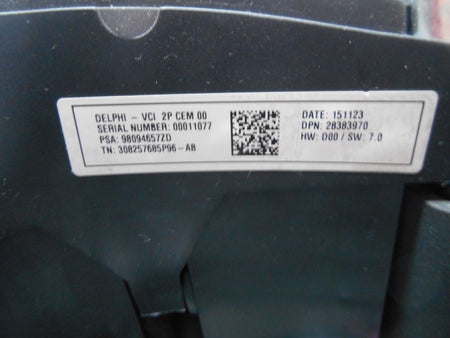 DELPHI - VCI 2P CEM 00
SERIAL NUMBER: 00011077
PSA: 98094657ZD
TN: 308257685P96-AB
DATE: 151123
DPN: 28383970
HW: D00 / SW: 7.0